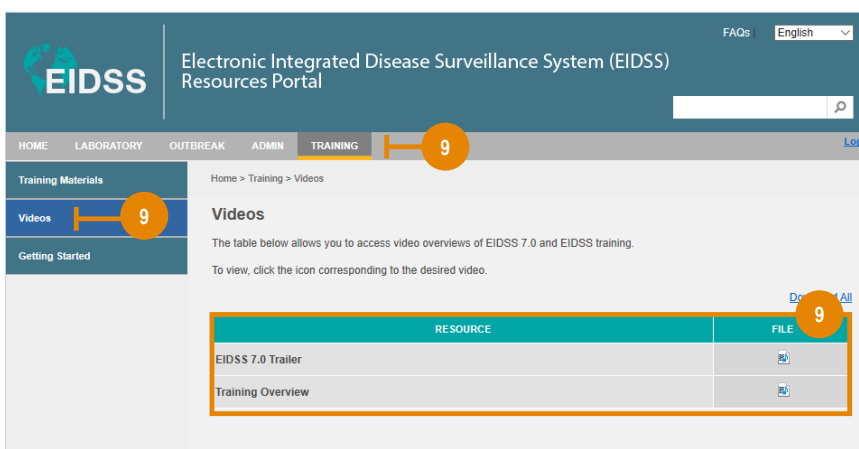 FAQs | English
EIDSS
Electronic Integrated Disease Surveillance System (EIDSS)
Resources Portal
HOME LABORATORY OUTBREAK ADMIN TRAINING 9
Training Materials
Home > Training > Videos
Videos 9
Getting Started
Videos
The table below allows you to access video overviews of EIDSS 7.0 and EIDSS training.
To view, click the icon corresponding to the desired video.
All
9
RESOURCE FILE
EIDSS 7.0 Trailer
Training Overview